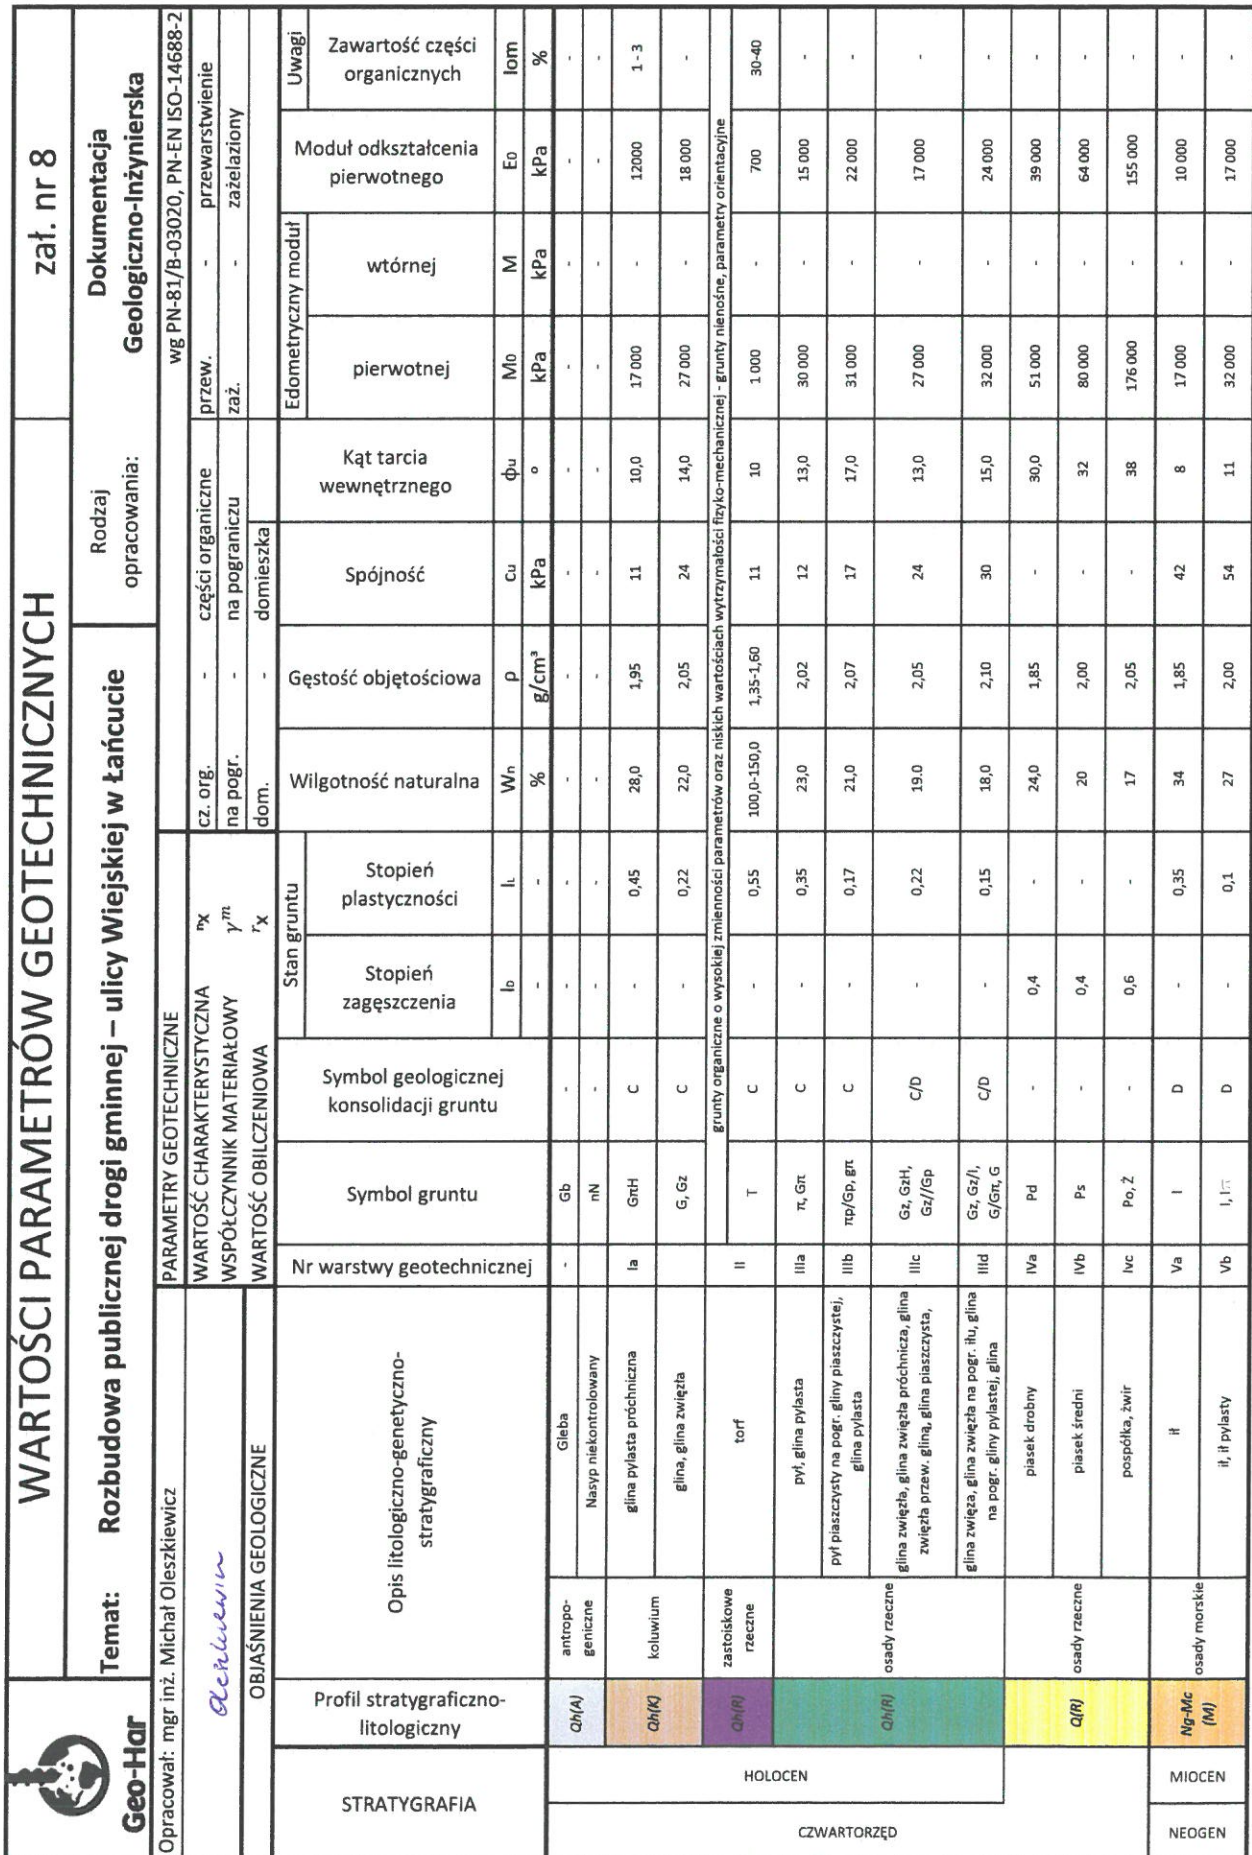 WARTOŚCI PARAMETRÓW GEOTECHNICZNYCH
zał. nr 8
Geo-Har
Temat:
Rozbudowa publicznej drogi gminnej – ulicy Wiejskiej w Łańcucie
Rodzaj
opracowania:
Dokumentacja
Geologiczno-Inżynierska
Opracował: mgr inż. Michał Oleszkiewicz
PARAMETRY GEOTECHNICZNE
wg PN-81/B-03020, PN-EN ISO-14688-2
WARTOŚĆ CHARAKTERYSTYCZNA ⁿx
cz. org. - części organiczne
przew. - przewarstwienie
WSPÓŁCZYNNIK MATERIAŁOWY γᵐ
na pogr. - na pograniczu
zaż. - zażelaziony
OBJAŚNIENIA GEOLOGICZNE
WARTOŚĆ OBILCZENIOWA ʳx
dom. - domieszka
STRATYGRAFIA
Profil stratygraficzno-
litologiczny
Opis litologiczno-genetyczno-
stratygraficzny
Nr warstwy geotechnicznej
Symbol gruntu
Symbol geologicznej
konsolidacji gruntu
Stan gruntu
Stopień
zagęszczenia
Stopień
plastyczności
Wilgotność naturalna
Gęstość objętościowa
Spójność
Kąt tarcia
wewnętrznego
Edometryczny moduł
pierwotnej
wtórnej
Moduł odkształcenia
pierwotnego
Uwagi
Zawartość części
organicznych
ID IL Wn ρ cu ϕu M0 M E0 Iom
- - % g/cm³ kPa ° kPa kPa kPa %
CZWARTORZĘD
HOLOCEN
Qh(A)
antropo-
geniczne
Gleba - Gb - - - - - - - - - - -
Nasyp niekontrolowany nN - - - - - - - - - - -
Qh(K)
koluwium
glina pylasta próchniczna Ia GπH C - 0,45 28,0 1,95 11 10,0 17 000 - 12000 1 - 3
glina, glina zwięzła G, Gz C - 0,22 22,0 2,05 24 14,0 27 000 - 18 000 -
grunty organiczne o wysokiej zmienności parametrów oraz niskich wartościach wytrzymałości fizyko-mechanicznej - grunty nienośne, parametry orientacyjne
Qh(R)
zastoiskowe
rzeczne
torf II T C - 0,55 100,0-150,0 1,35-1,60 11 10 1 000 - 700 30-40
Qh(R)
osady rzeczne
pył, glina pylasta IIIa π, Gπ C - 0,35 23,0 2,02 12 13,0 30 000 - 15 000 -
pył piaszczysty na pogr. gliny piaszczystej,
glina pylasta
IIIb πp/Gp, gπ C - 0,17 21,0 2,07 17 17,0 31 000 - 22 000 -
glina zwięzła, glina zwięzła próchnicza, glina
zwięzła przew. gliną, glina piaszczysta,
IIIc
Gz, GzH,
Gz//Gp
C/D - 0,22 19.0 2,05 24 13,0 27 000 - 17 000 -
glina zwięza, glina zwięzła na pogr. iłu, glina
na pogr. gliny pylastej, glina
IIId
Gz, Gz/I,
G/Gπ, G
C/D - 0,15 18,0 2,10 30 15,0 32 000 - 24 000 -
Q(R)
osady rzeczne
piasek drobny IVa Pd - 0,4 - 24,0 1,85 - 30,0 51 000 - 39 000 -
piasek średni IVb Ps - 0,4 - 20 2,00 - 32 80 000 - 64 000 -
pospółka, żwir Ivc Po, Ż - 0,6 - 17 2,05 - 38 176 000 - 155 000 -
NEOGEN
MIOCEN
Ng-Mc
(M)
osady morskie
ił Va I D - 0,35 34 1,85 42 8 17 000 - 10 000 -
ił, ił pylasty Vb I, Iπ D - 0,1 27 2,00 54 11 32 000 - 17 000 -